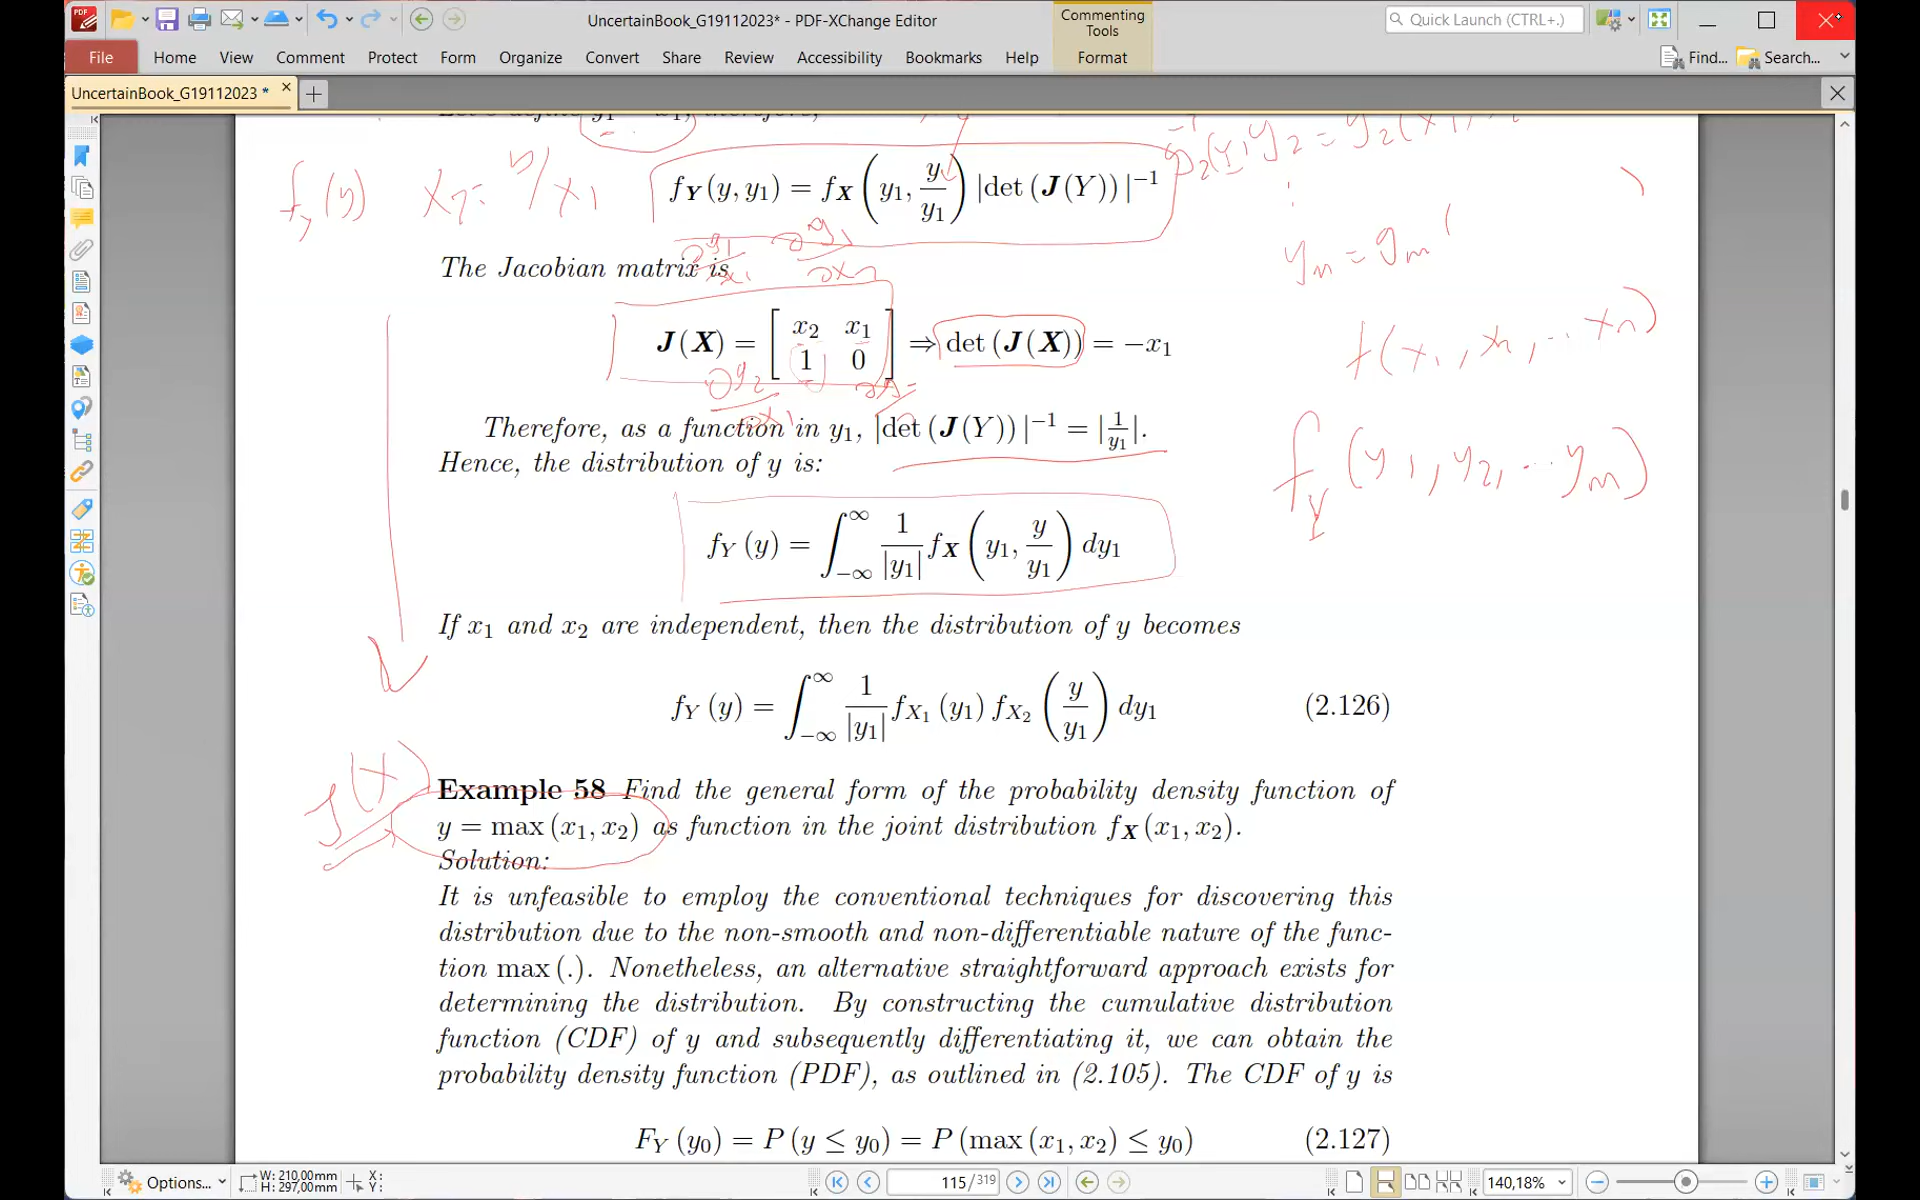 UncertainBook_G19112023* - PDF-XChange Editor
Commenting Tools
Quick Launch (CTRL+.)
File Home View Comment Protect Form Organize Convert Share Review Accessibility Bookmarks Help Format Find... Search...
UncertainBook_G19112023 *
f_y(y) x_2 = y/x_1
f_Y (y, y_1) = f_X (y_1, y/y_1) |det (J(Y)) |^{-1}
y_m = g_m (
The Jacobian matrix is
∂y_1/∂x_1 ∂y_1/∂x_2
J(X) = [ x_2 x_1 ; 1 0 ] ⇒ det (J(X)) = −x_1
f(x_1, x_2, ... x_n)
∂y_2/∂x_1
Therefore, as a function in y_1, |det (J(Y)) |^{-1} = |1/y_1|.
f_Y (y_1, y_2, ... y_m)
Hence, the distribution of y is:
f_Y (y) = ∫_{−∞}^{∞} 1/|y_1| f_X (y_1, y/y_1) dy_1
If x_1 and x_2 are independent, then the distribution of y becomes
f_Y (y) = ∫_{−∞}^{∞} 1/|y_1| f_{X_1} (y_1) f_{X_2} (y/y_1) dy_1 (2.126)
J(X)
Example 58 Find the general form of the probability density function of
y = max (x_1, x_2) as function in the joint distribution f_X (x_1, x_2).
Solution:
It is unfeasible to employ the conventional techniques for discovering this
distribution due to the non-smooth and non-differentiable nature of the func-
tion max (.). Nonetheless, an alternative straightforward approach exists for
determining the distribution. By constructing the cumulative distribution
function (CDF) of y and subsequently differentiating it, we can obtain the
probability density function (PDF), as outlined in (2.105). The CDF of y is
F_Y (y_0) = P (y ≤ y_0) = P (max (x_1, x_2) ≤ y_0) (2.127)
Options... W: 210,00mm H: 297,00mm X: Y: 115 / 319 140,18%